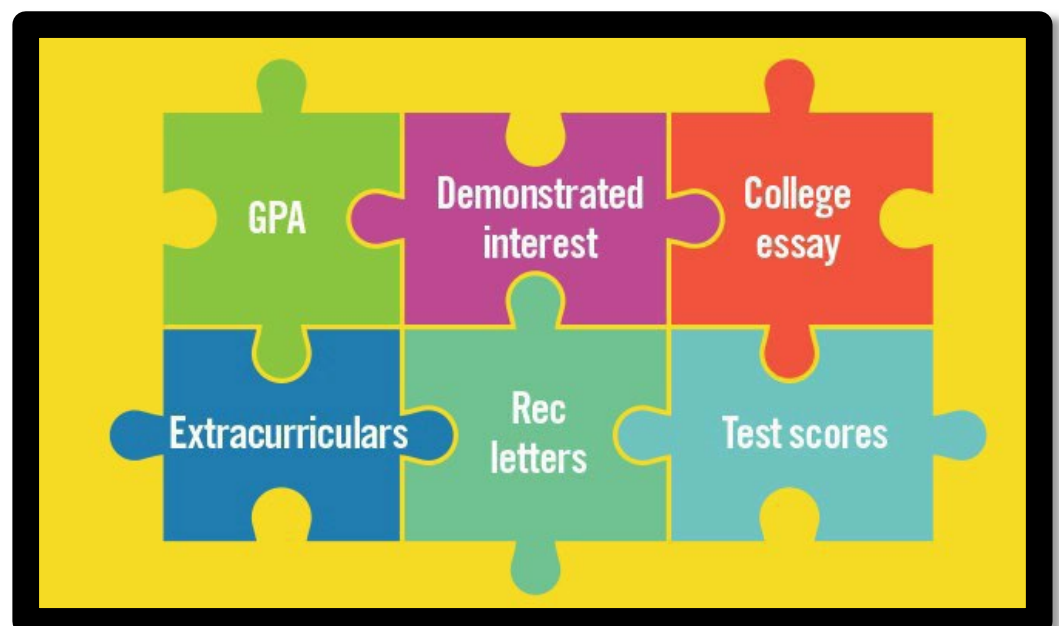 GPA
Demonstrated
interest
College
essay
Extracurriculars
Rec
letters
Test scores